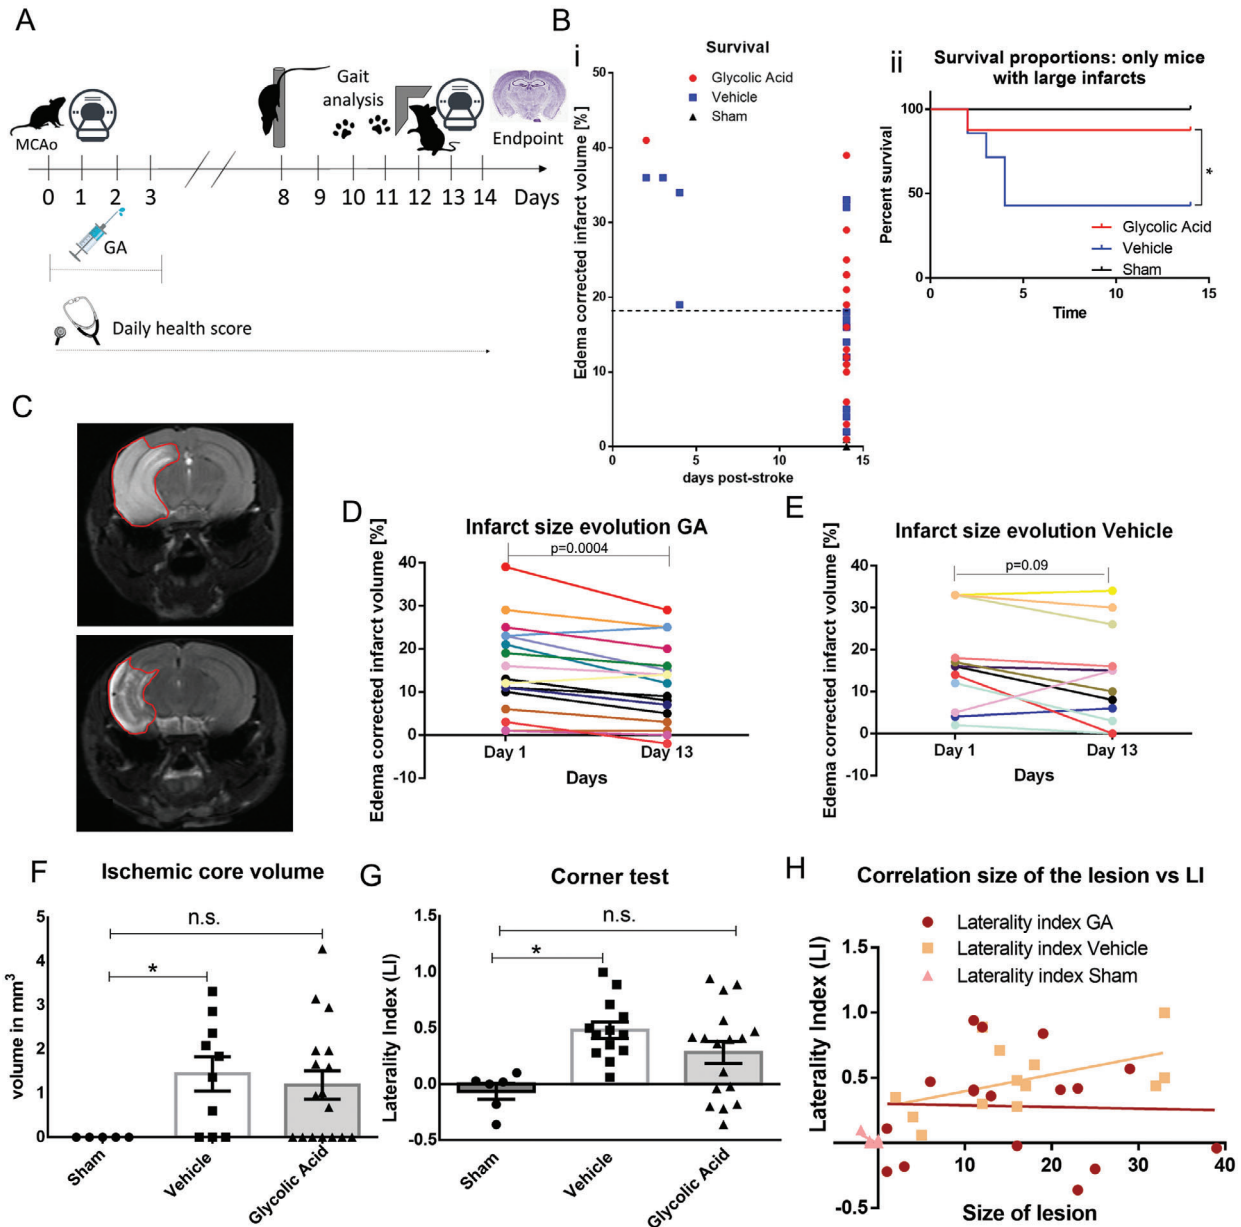 A
MCAo
Gait
analysis
Endpoint
0 1 2 3 8 9 10 11 12 13 14 Days
GA
Daily health score
B
i
Survival
Glycolic Acid
Vehicle
Sham
Edema corrected infarct volume [%]
50
40
30
20
10
0
0 5 10 15
days post-stroke
ii
Survival proportions: only mice
with large infarcts
Percent survival
100
50
0
*
Glycolic Acid
Vehicle
Sham
0 5 10 15
Time
C
D
Infarct size evolution GA
p=0.0004
Edema corrected infarct volume [%]
40
30
20
10
0
-10
Day 1 Day 13
Days
E
Infarct size evolution Vehicle
p=0.09
Edema corrected infarct volume [%]
40
30
20
10
0
-10
Day 1 Day 13
Days
F
Ischemic core volume
n.s.
*
volume in mm³
5
4
3
2
1
0
Sham
Vehicle
Glycolic Acid
G
Corner test
n.s.
*
Laterality Index (LI)
1.5
1.0
0.5
0.0
-0.5
Sham
Vehicle
Glycolic Acid
H
Correlation size of the lesion vs LI
Laterality index GA
Laterality index Vehicle
Laterality index Sham
Laterality Index (LI)
1.5
1.0
0.5
0.0
-0.5
10 20 30 40
Size of lesion